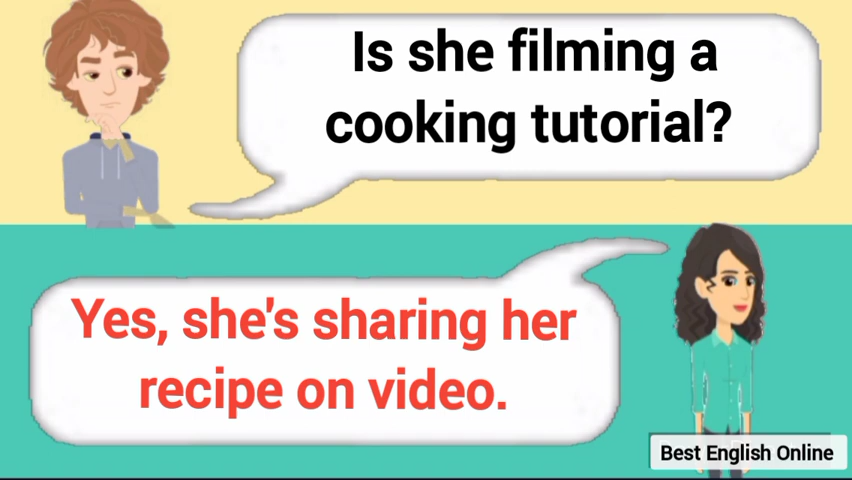 Is she filming a
cooking tutorial?
Yes, she's sharing her
recipe on video.
Best English Online